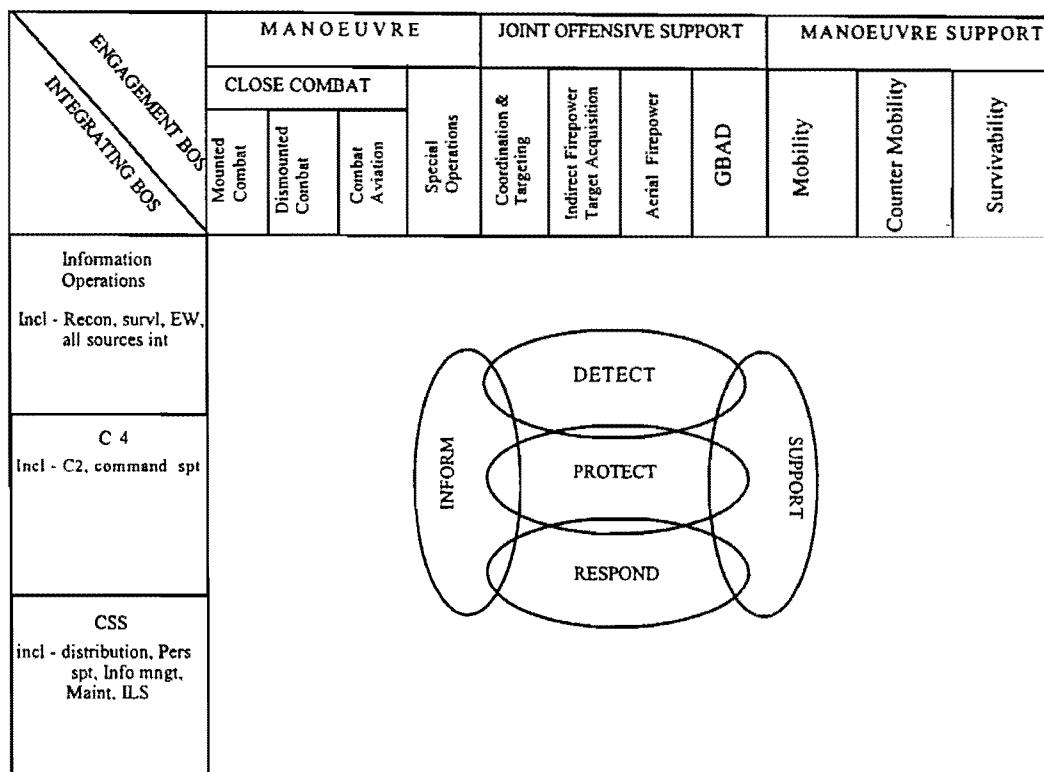 ENGAGEMENT BOS
INTEGRATING BOS
MANOEUVRE
JOINT OFFENSIVE SUPPORT
MANOEUVRE SUPPORT
CLOSE COMBAT
Mounted
Combat
Dismounted
Combat
Combat
Aviation
Special
Operations
Coordination &
Targeting
Indirect Firepower
Target Acquisition
Aerial Firepower
GBAD
Mobility
Counter Mobility
Survivability
Information
Operations
Incl - Recon, survl, EW,
all sources int
C 4
Incl - C2, command spt
CSS
incl - distribution, Pers
spt, Info mngt,
Maint, ILS
DETECT
INFORM
PROTECT
SUPPORT
RESPOND